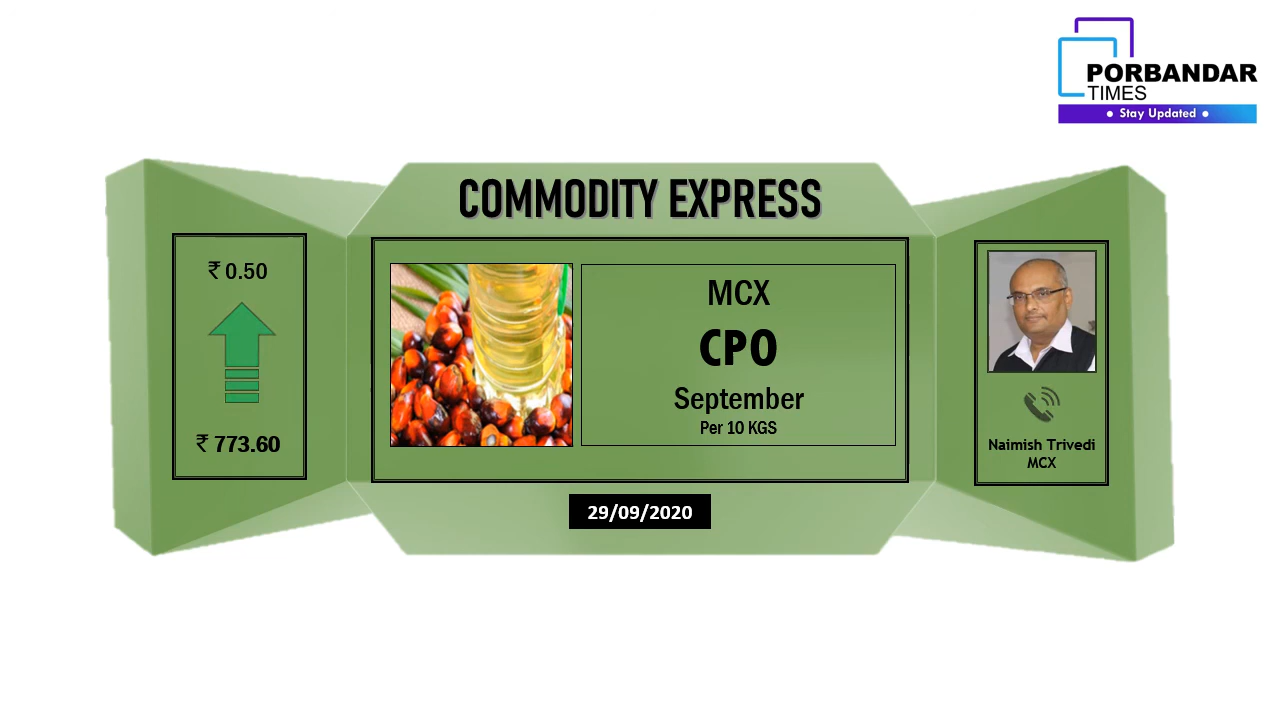 PORBANDAR
TIMES
• Stay Updated •
COMMODITY EXPRESS
₹ 0.50
₹ 773.60
MCX
CPO
September
Per 10 KGS
Naimish Trivedi
MCX
29/09/2020